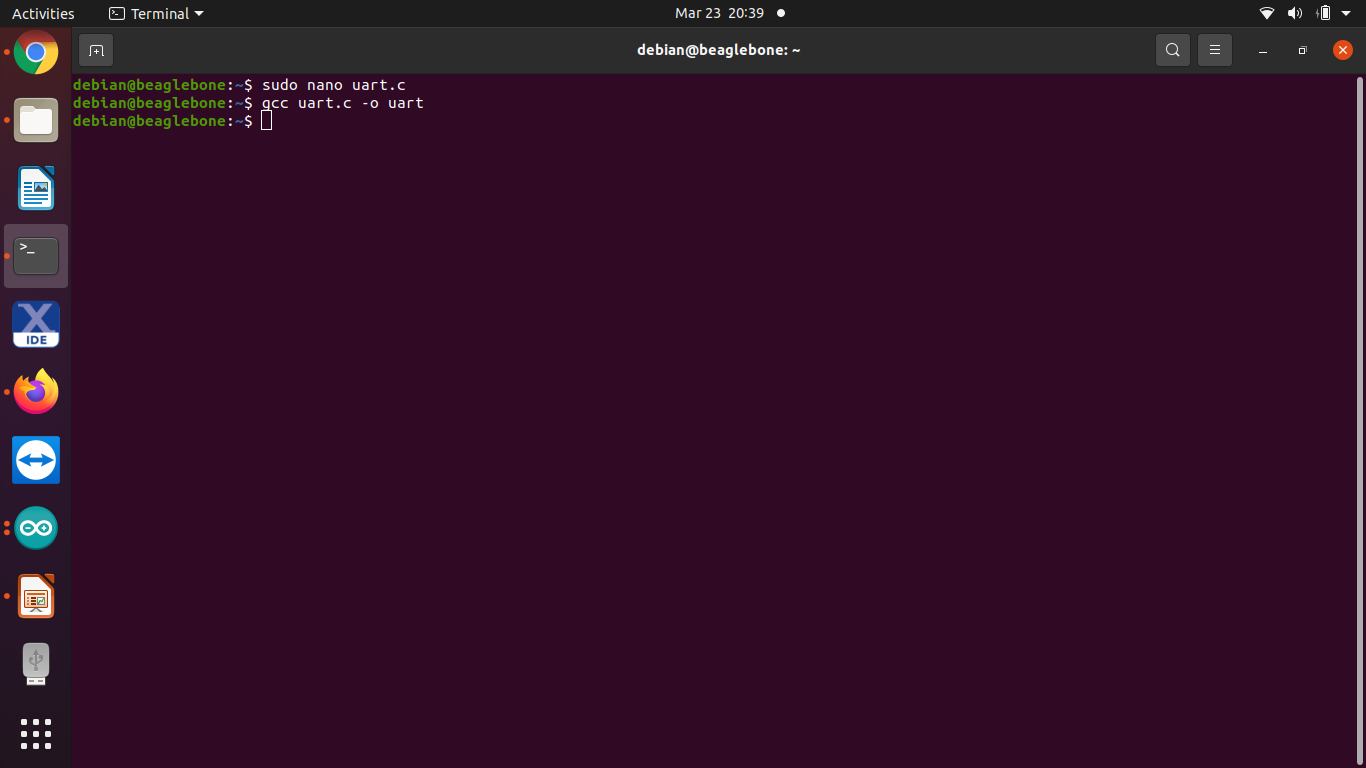 Activities
Terminal
Mar 23 20:39
debian@beaglebone: ~
debian@beaglebone:~$ sudo nano uart.c
debian@beaglebone:~$ gcc uart.c -o uart
debian@beaglebone:~$
>_
X
IDE